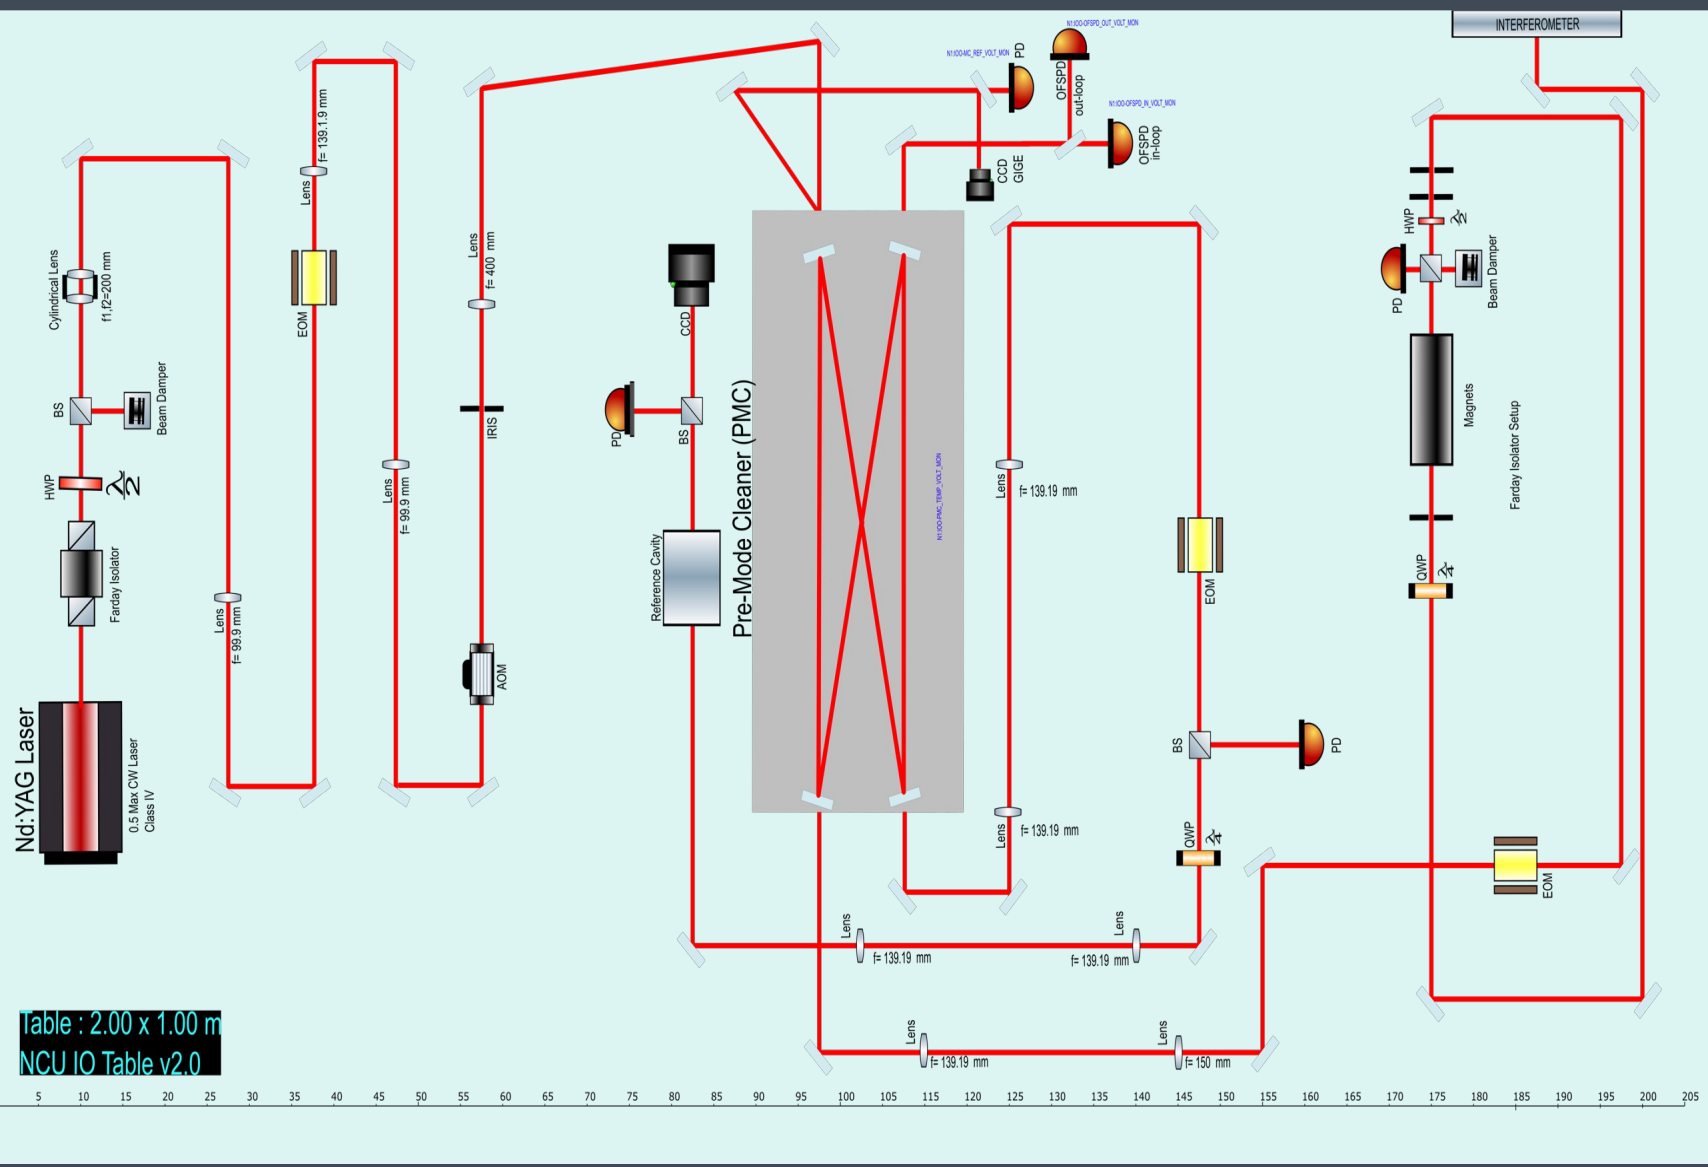 INTERFEROMETER
N1:IOO-OFSPD_OUT_VOLT_MON
N1:IOO-MC_REF_VOLT_MON
PD
OFSPD
out-loop
N1:IOO-OFSPD_IN_VOLT_MON
OFSPD
in-loop
CCD
GIGE
Lens
f= 139.1.9 mm
Cylindrical Lens
f1,f2=200 mm
EOM
Lens
f= 400 mm
HWP
λ/2
PD
Beam Damper
BS
Beam Damper
HWP
λ/2
Farday Isolator
Nd:YAG Laser
0.5 Max CW Laser
Class IV
Lens
f= 99.9 mm
Lens
f= 99.9 mm
IRIS
AOM
CCD
PD
BS
Reference Cavity
Pre-Mode Cleaner (PMC)
N1:IOO-PMC_TEMP_VOLT_MON
Lens
f= 139.19 mm
Lens
f= 139.19 mm
EOM
BS
PD
QWP
λ/4
Magnets
Farday Isolator Setup
QWP
λ/4
EOM
Lens
f= 139.19 mm
Lens
f= 139.19 mm
Lens
f= 139.19 mm
Lens
f= 150 mm
Table : 2.00 x 1.00 m
NCU IO Table v2.0
5 10 15 20 25 30 35 40 45 50 55 60 65 70 75 80 85 90 95 100 105 110 115 120 125 130 135 140 145 150 155 160 165 170 175 180 185 190 195 200 205